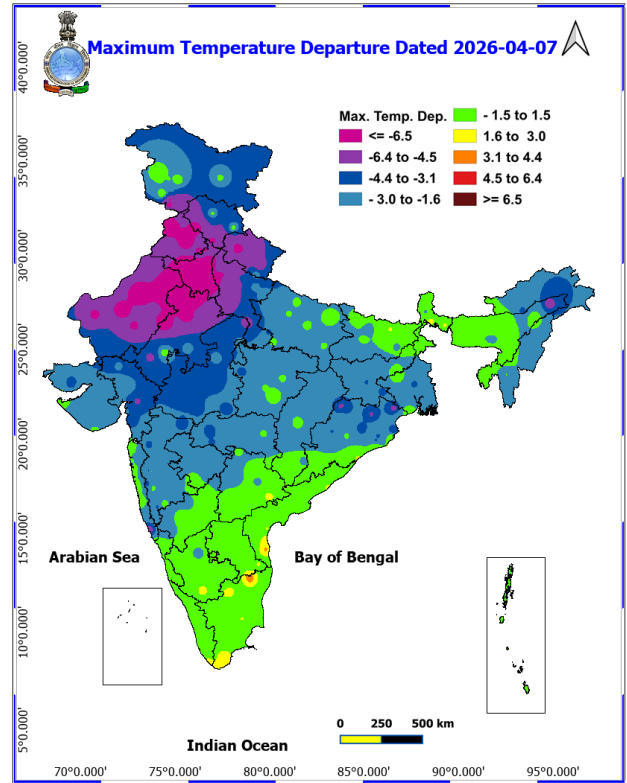 Maximum Temperature Departure Dated 2026-04-07
Max. Temp. Dep.
<= -6.5
-6.4 to -4.5
-4.4 to -3.1
- 3.0 to -1.6
- 1.5 to 1.5
1.6 to 3.0
3.1 to 4.4
4.5 to 6.4
>= 6.5
40°0.000'
35°0.000'
30°0.000'
25°0.000'
20°0.000'
15°0.000'
10°0.000'
5°0.000'
Arabian Sea
Bay of Bengal
Indian Ocean
0 250 500 km
70°0.000' 75°0.000' 80°0.000' 85°0.000' 90°0.000' 95°0.000'